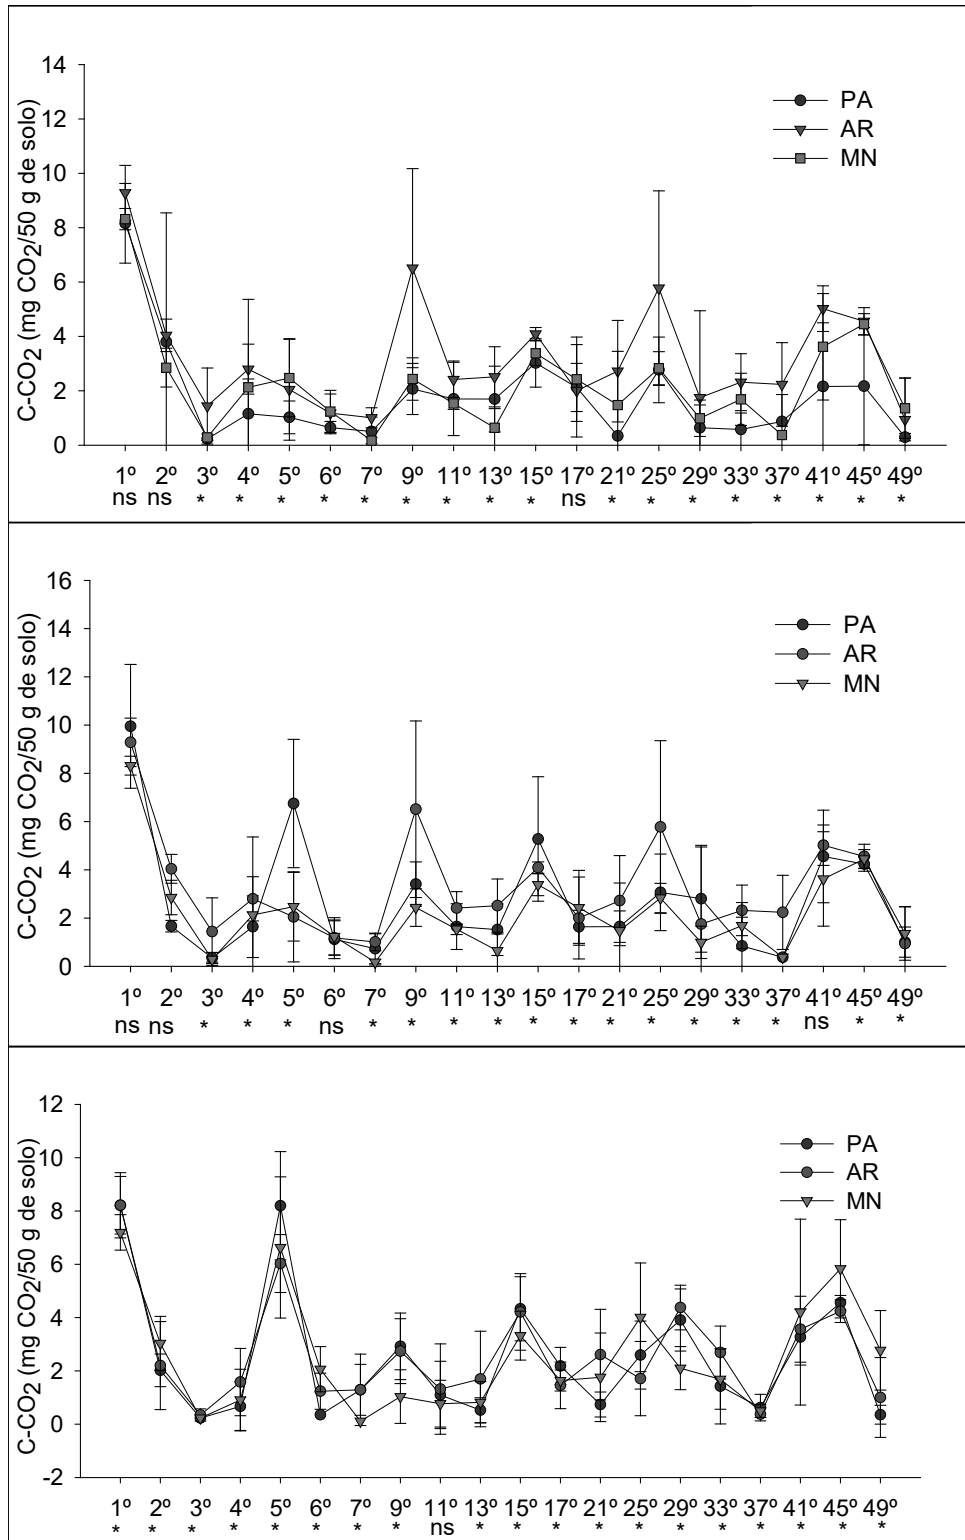 C-CO2 (mg CO2/50 g de solo)
14
12
10
8
6
4
2
0
PA
AR
MN
1º 2º 3º 4º 5º 6º 7º 9º 11º 13º 15º 17º 21º 25º 29º 33º 37º 41º 45º 49º
ns ns * * * * * * * * * ns * * * * * * * *
C-CO2 (mg CO2/50 g de solo)
16
14
12
10
8
6
4
2
0
PA
AR
MN
1º 2º 3º 4º 5º 6º 7º 9º 11º 13º 15º 17º 21º 25º 29º 33º 37º 41º 45º 49º
ns ns * * * ns * * * * * * * * * * * ns * *
C-CO2 (mg CO2/50 g de solo)
12
10
8
6
4
2
0
-2
PA
AR
MN
1º 2º 3º 4º 5º 6º 7º 9º 11º 13º 15º 17º 21º 25º 29º 33º 37º 41º 45º 49º
* * * * * * * * ns * * * * * * * * * * *